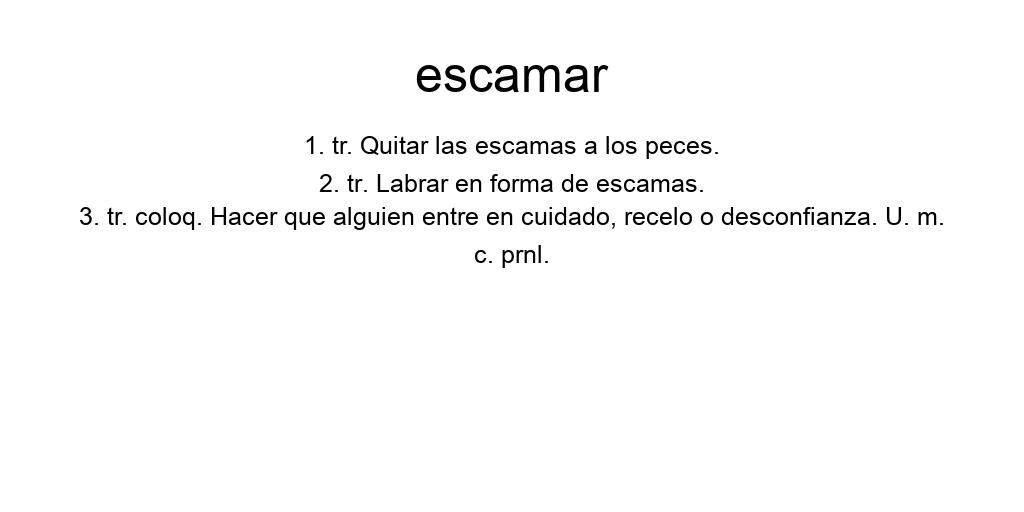 escamar
1. tr. Quitar las escamas a los peces.
2. tr. Labrar en forma de escamas.
3. tr. coloq. Hacer que alguien entre en cuidado, recelo o desconfianza. U. m.
c. prnl.